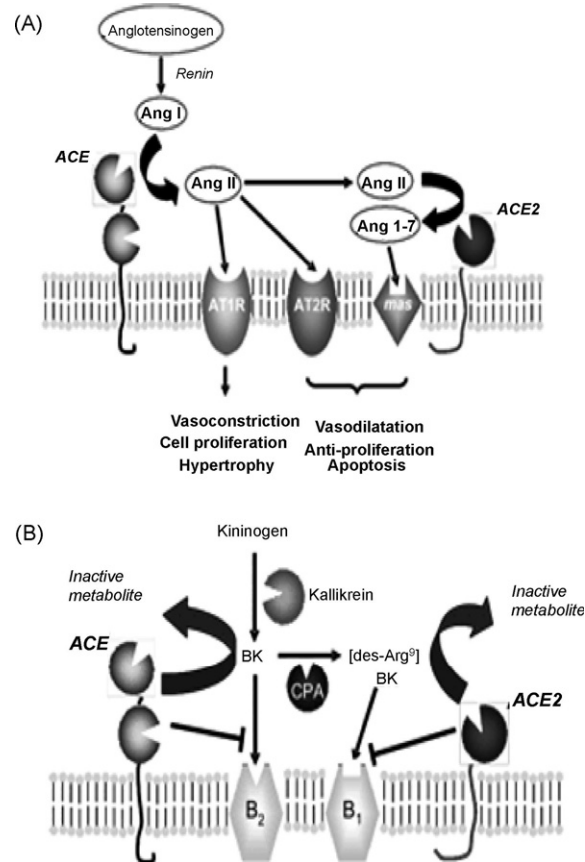 (A)
Anglotensinogen
Renin
Ang I
ACE
Ang II
Ang II
ACE2
Ang 1-7
AT1R
AT2R
mas
Vasoconstriction
Cell proliferation
Hypertrophy
Vasodilatation
Anti-proliferation
Apoptosis
(B)
Kininogen
Inactive
metabolite
Kallikrein
Inactive
metabolite
ACE
BK
[des-Arg⁹]
BK
CPA
ACE2
B₂
B₁